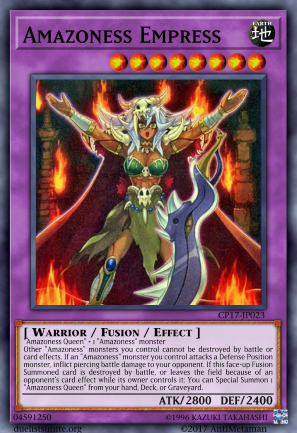 AMAZONESS EMPRESS
EARTH
地
CP17-JP023
[ WARRIOR / FUSION / EFFECT ]
"Amazoness Queen" + 1 "Amazoness" monster
Other "Amazoness" monsters you control cannot be destroyed by battle or
card effects. If an "Amazoness" monster you control attacks a Defense Position
monster, inflict piercing battle damage to your opponent. If this face-up Fusion
Summoned card is destroyed by battle, or leaves the field because of an
opponent's card effect while its owner controls it: You can Special Summon 1
"Amazoness Queen" from your hand, Deck, or Graveyard.
ATK/2800 DEF/2400
04591250
©1996 KAZUKI TAKAHASHI
duelistsunite.org
©2017 AntiMetaman